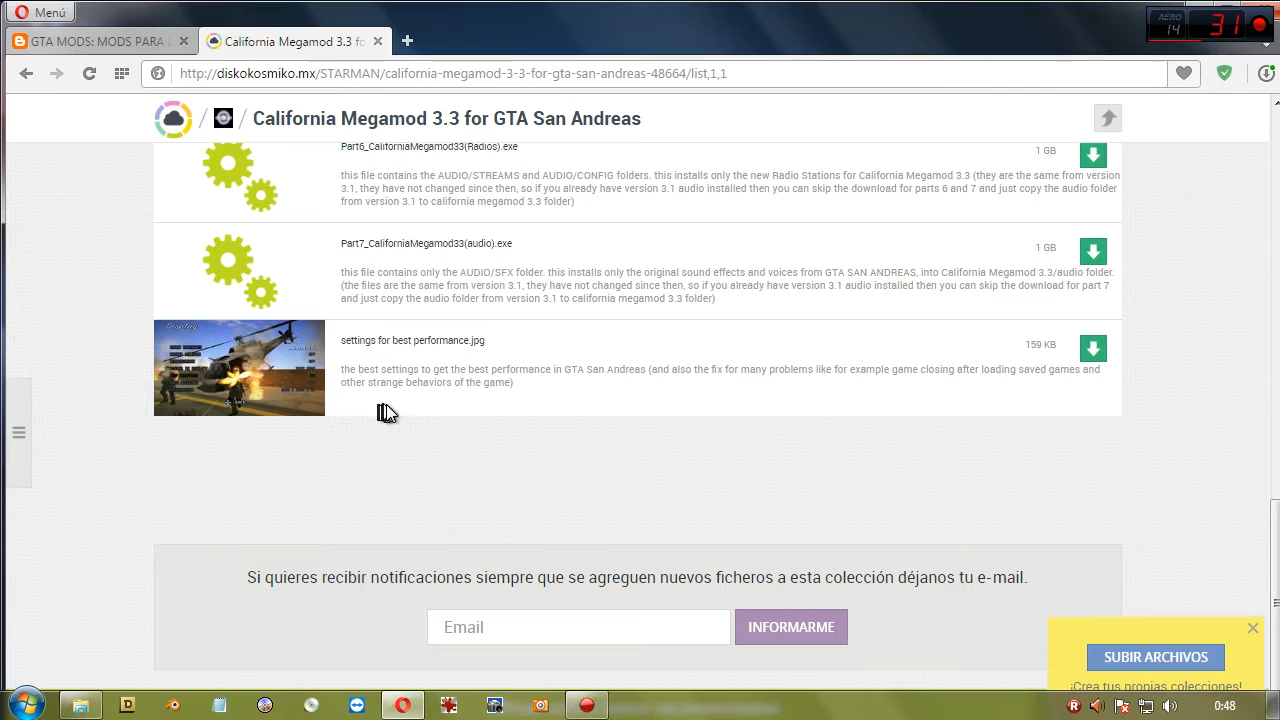 Menú
AERO
14
31
GTA MODS: MODS PARA
California Megamod 3.3 fo
http://diskokosmiko.mx/STARMAN/california-megamod-3-3-for-gta-san-andreas-48664/list,1,1
California Megamod 3.3 for GTA San Andreas
Part6_CaliforniaMegamod33(Radios).exe
1 GB
this file contains the AUDIO/STREAMS and AUDIO/CONFIG folders. this installs only the new Radio Stations for California Megamod 3.3 (they are the same from version
3.1, they have not changed since then, so if you already have version 3.1 audio installed then you can skip the download for parts 6 and 7 and just copy the audio folder
from version 3.1 to california megamod 3.3 folder)
Part7_CaliforniaMegamod33(audio).exe
1 GB
this file contains only the AUDIO/SFX folder. this installs only the original sound effects and voices from GTA SAN ANDREAS, into California Megamod 3.3/audio folder.
(the files are the same from version 3.1, they have not changed since then, so if you already have version 3.1 audio installed then you can skip the download for part 7
and just copy the audio folder from version 3.1 to california megamod 3.3 folder)
Display
settings for best performance.jpg
159 KB
the best settings to get the best performance in GTA San Andreas (and also the fix for many problems like for example game closing after loading saved games and
other strange behaviors of the game)
Si quieres recibir notificaciones siempre que se agreguen nuevos ficheros a esta colección déjanos tu e-mail.
Email
INFORMARME
SUBIR ARCHIVOS
¡Crea tus propias colecciones!
0:48